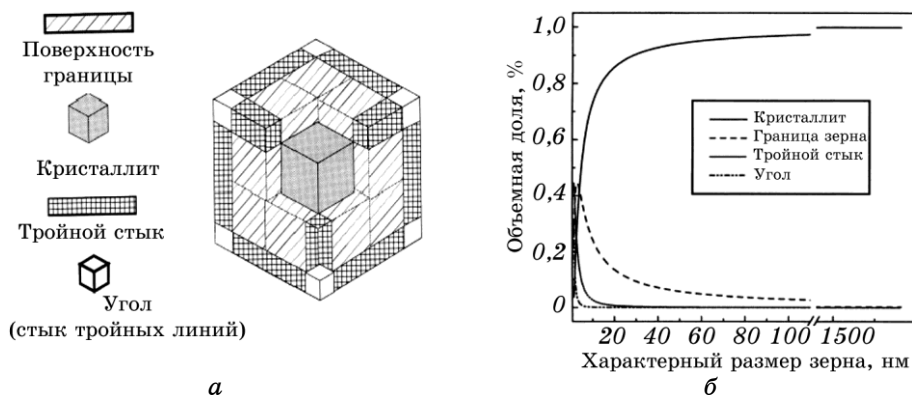 Поверхность
границы
Кристаллит
Тройной стык
Угол
(стык тройных линий)
а
Объемная доля, %
1,0
0,8
0,6
0,4
0,2
0
Кристаллит
Граница зерна
Тройной стык
Угол
20 40 60 80 100 1500
Характерный размер зерна, нм
б